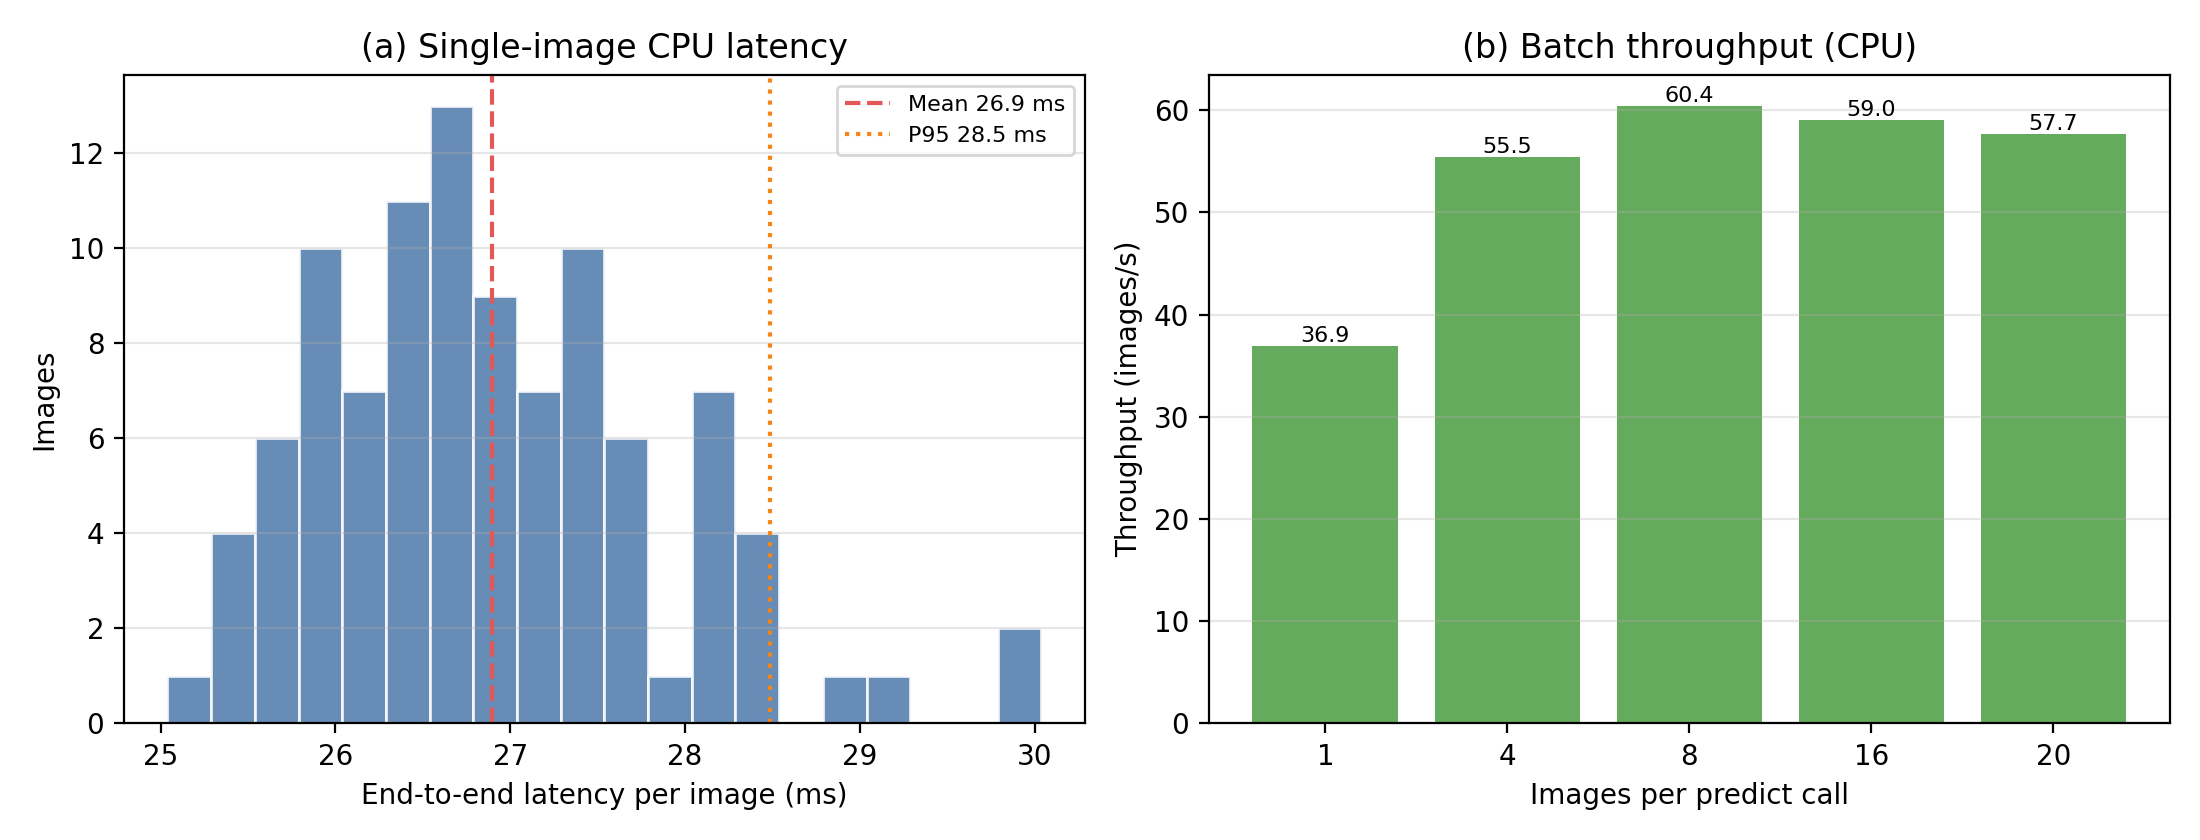 (a) Single-image CPU latency
Mean 26.9 ms
P95 28.5 ms
Images
12
10
8
6
4
2
0
25 26 27 28 29 30
End-to-end latency per image (ms)
(b) Batch throughput (CPU)
Throughput (images/s)
60
50
40
30
20
10
0
36.9
55.5
60.4
59.0
57.7
1 4 8 16 20
Images per predict call